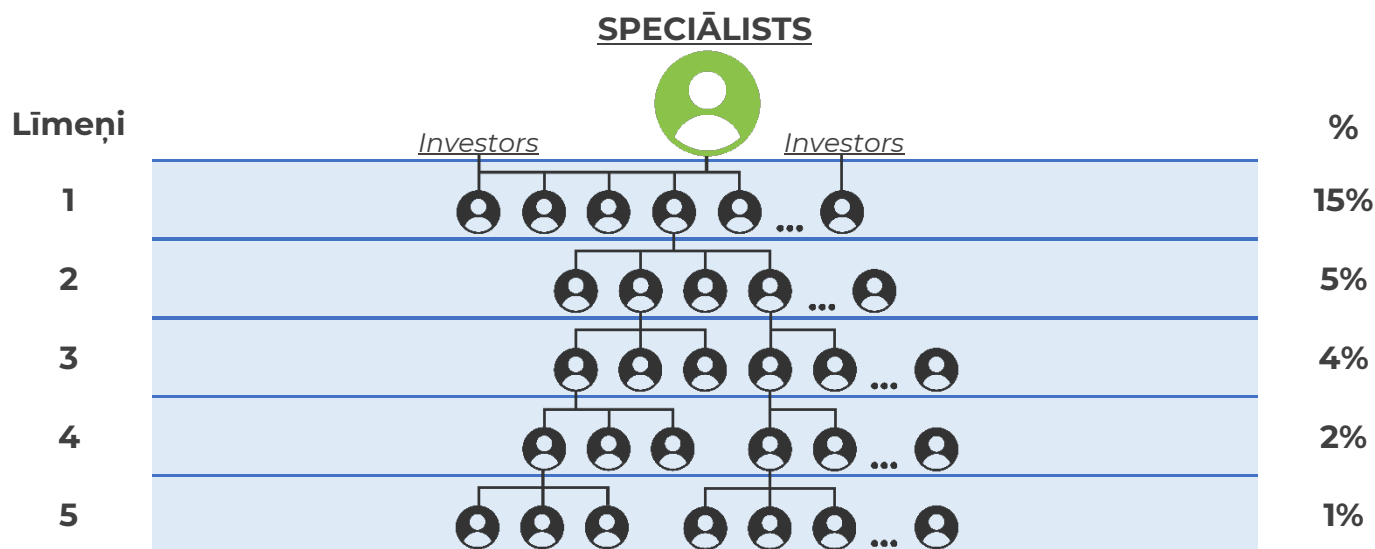 SPECIĀLISTS
Līmeņi
Investors Investors
%
1 15%
2 5%
3 4%
4 2%
5 1%